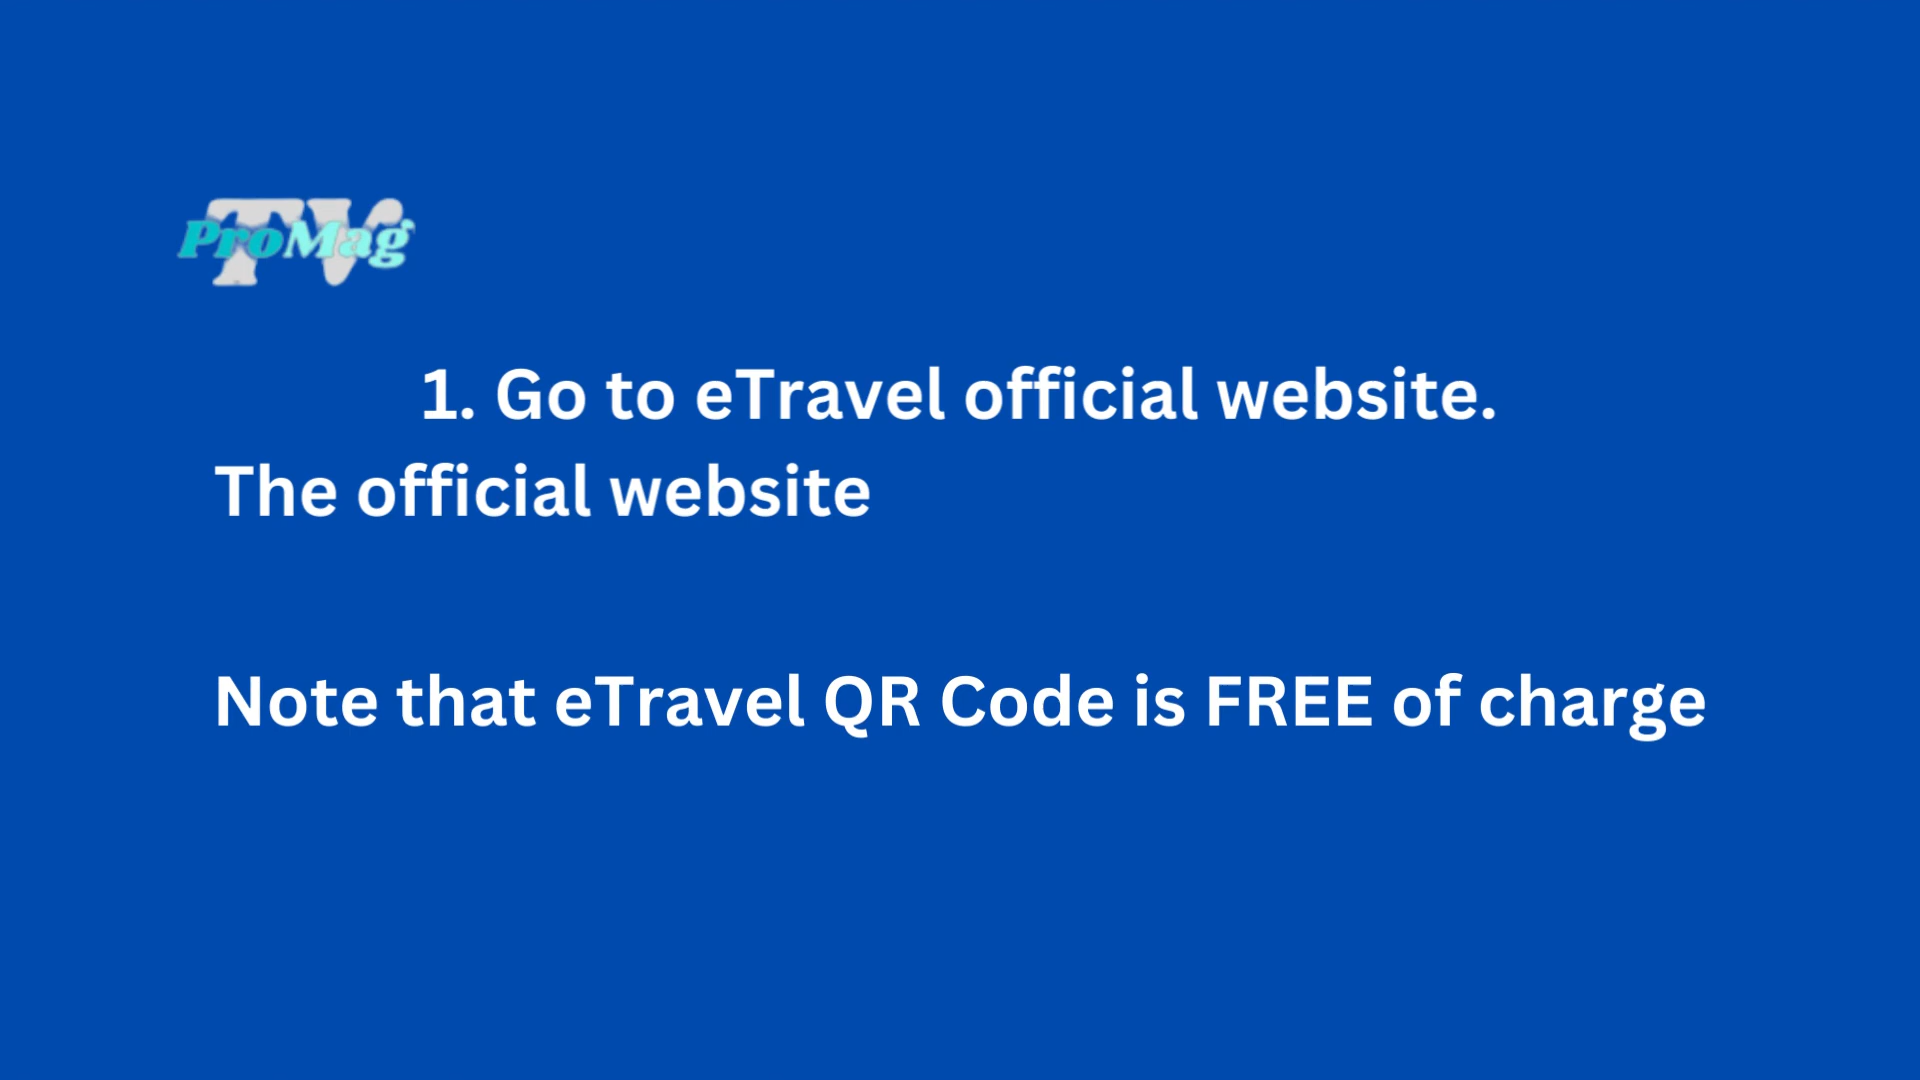 TV
ProMag
1. Go to eTravel official website.
The official website
Note that eTravel QR Code is FREE of charge